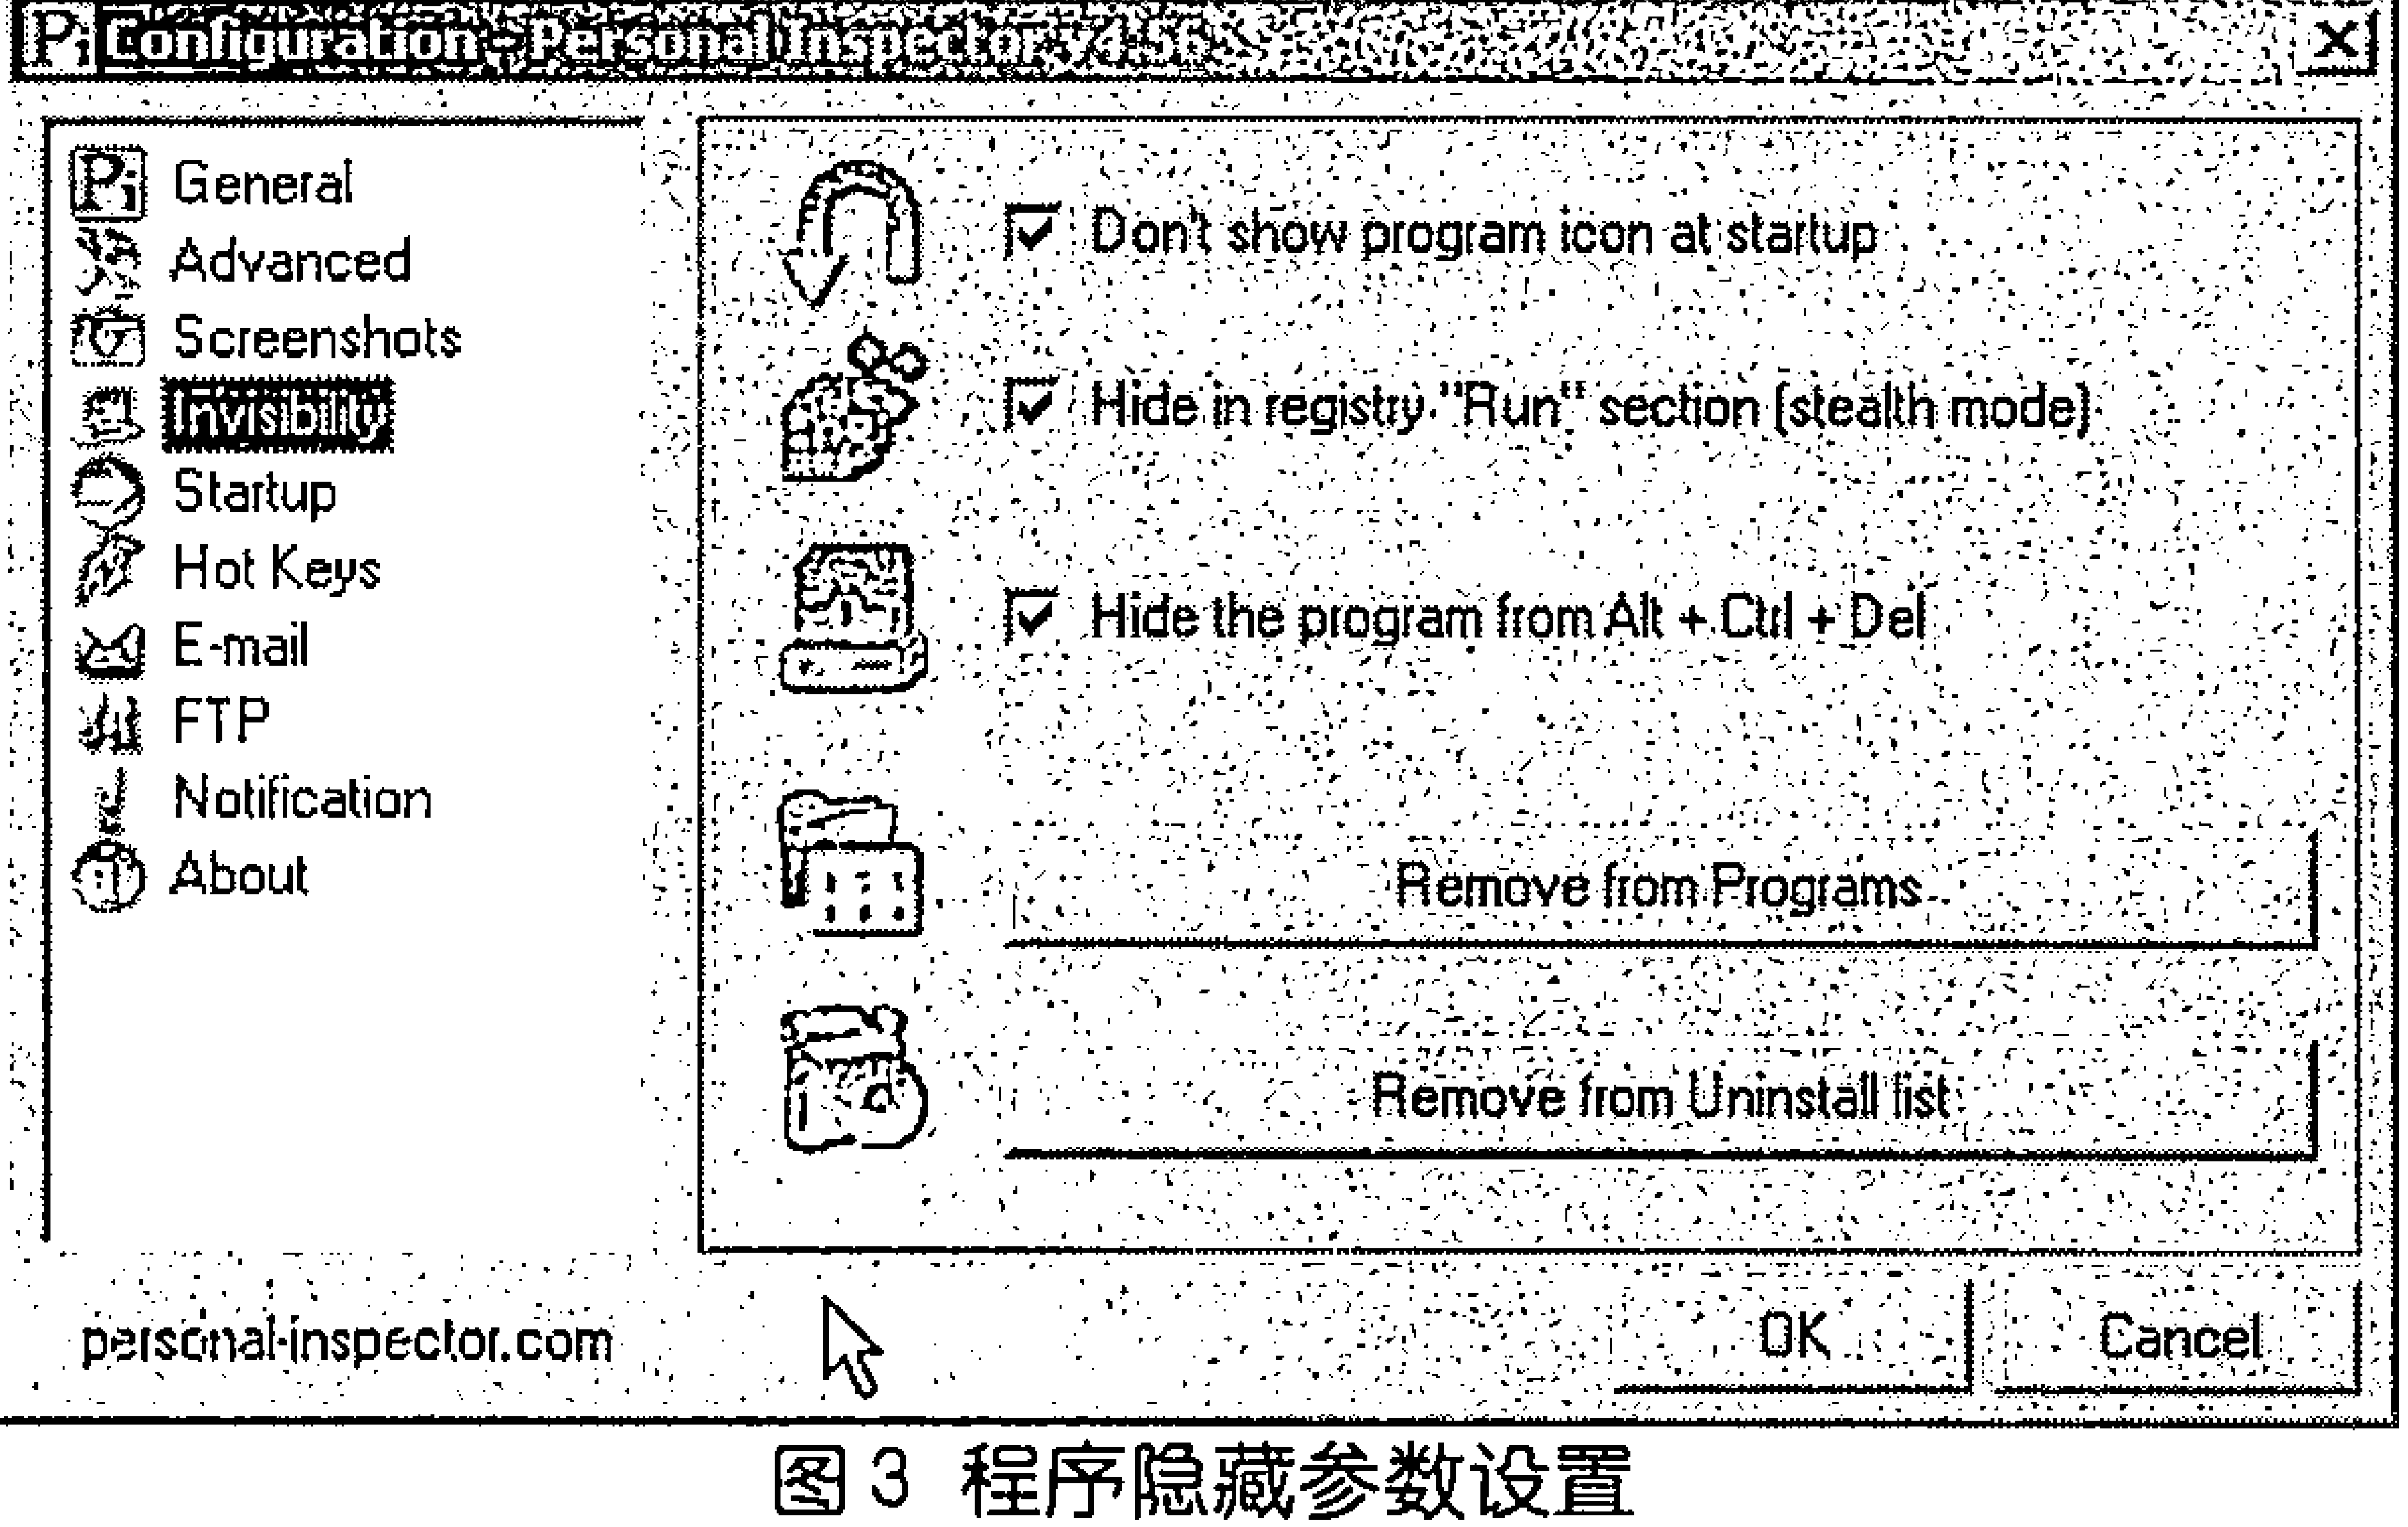 Pi Configuration - Personal Inspector v4.56
Pi General
Advanced
Screenshots
Invisibility
Startup
Hot Keys
E-mail
FTP
Notification
About
Don't show program icon at startup
Hide in registry "Run" section (stealth mode)
Hide the program from Alt + Ctrl + Del
Remove from Programs
Remove from Uninstall list
personal-inspector.com
OK
Cancel
图 3 程序隐藏参数设置